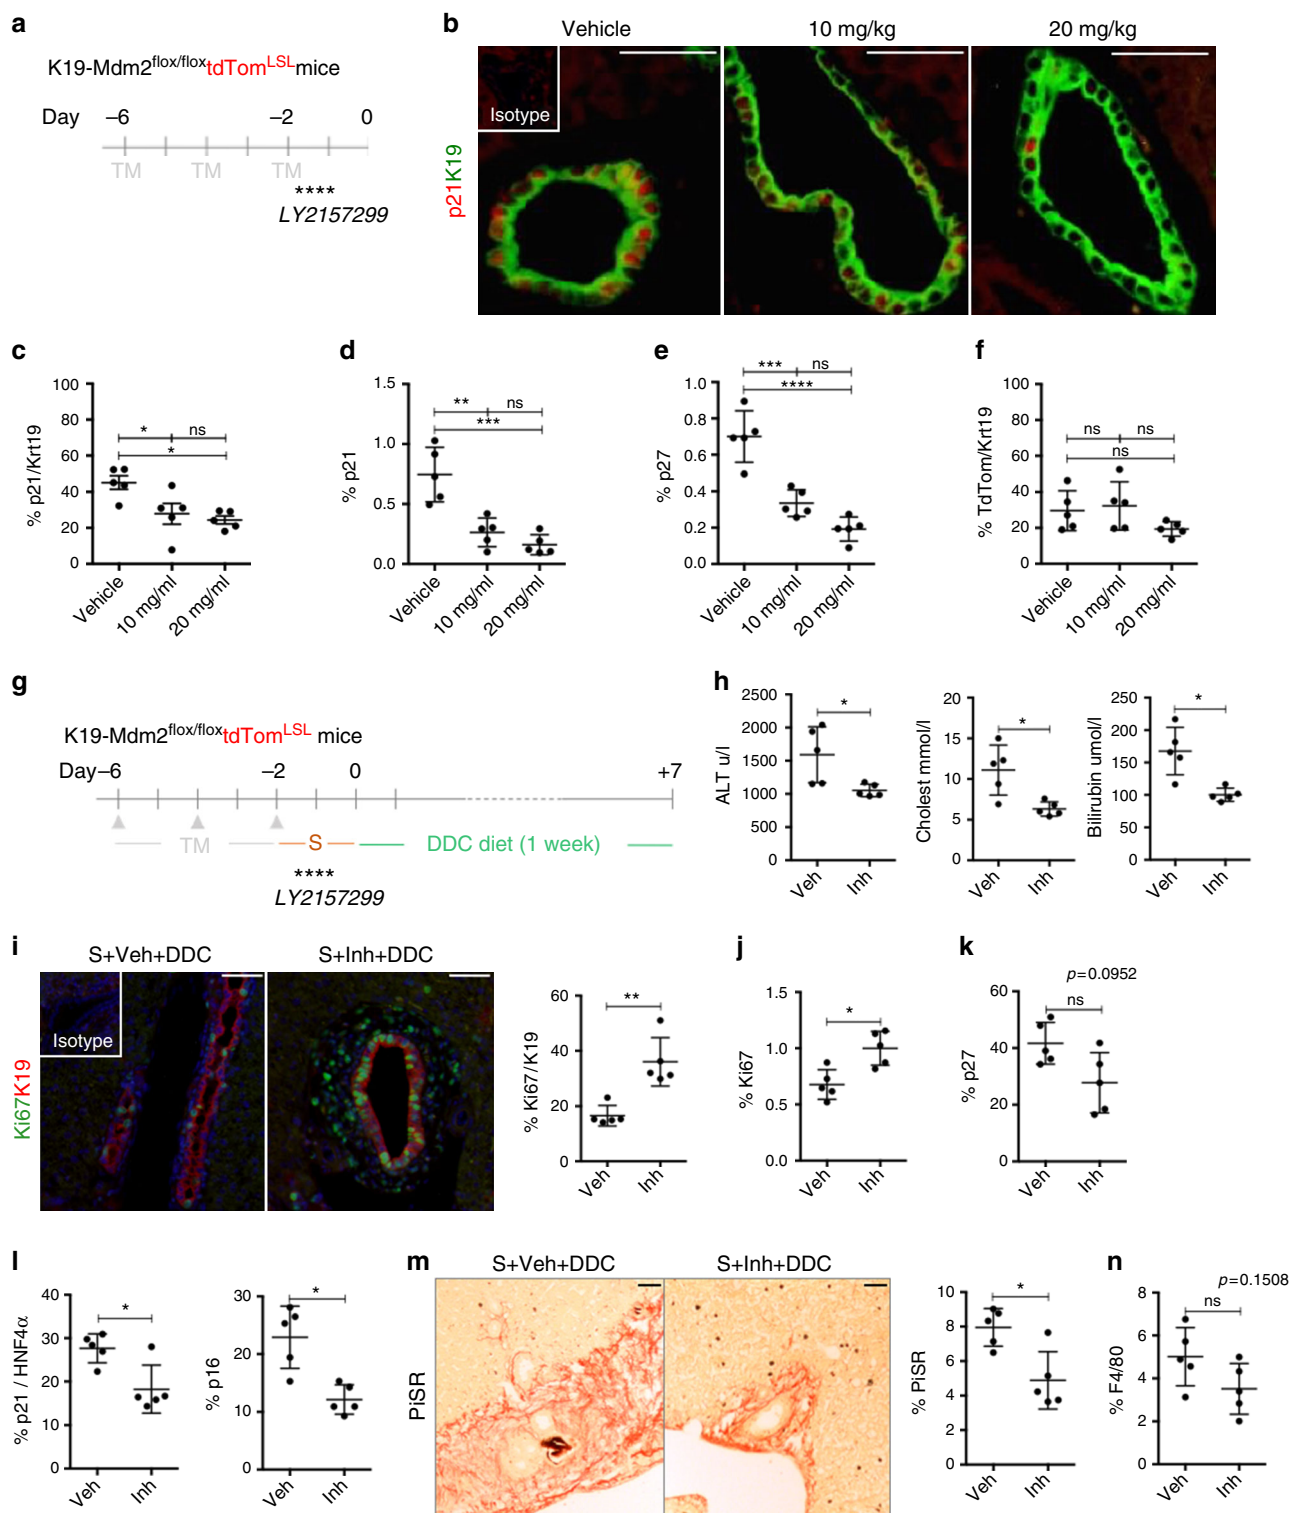 a
K19-Mdm2flox/floxtdTomLSLmice
Day −6 −2 0
TM TM TM
****
LY2157299
b
Vehicle 10 mg/kg 20 mg/kg
p21K19
Isotype
c
% p21/Krt19
100
80
60
40
20
0
* ns
*
Vehicle 10 mg/ml 20 mg/ml
d
% p21
1.5
1.0
0.5
0.0
** ns
***
Vehicle 10 mg/ml 20 mg/ml
e
% p27
1.0
0.8
0.6
0.4
0.2
0.0
*** ns
****
Vehicle 10 mg/ml 20 mg/ml
f
% TdTom/Krt19
100
80
60
40
20
0
ns ns
ns
Vehicle 10 mg/ml 20 mg/ml
g
K19-Mdm2flox/floxtdTomLSL mice
Day−6 −2 0 +7
TM S DDC diet (1 week)
****
LY2157299
h
ALT u/l
2500
2000
1500
1000
500
0
*
Veh Inh
Cholest mmol/l
20
15
10
5
0
*
Veh Inh
Bilirubin umol/l
250
200
150
100
50
0
*
Veh Inh
i
S+Veh+DDC S+Inh+DDC
Ki67K19
Isotype
% Ki67/K19
60
40
20
0
**
Veh Inh
j
% Ki67
1.5
1.0
0.5
0.0
*
Veh Inh
k
p=0.0952
% p27
60
40
20
0
ns
Veh Inh
l
% p21 / HNF4α
40
30
20
10
0
*
Veh Inh
% p16
30
20
10
0
*
Veh Inh
m
S+Veh+DDC S+Inh+DDC
PiSR
% PiSR
10
8
6
4
2
0
*
Veh Inh
n
p=0.1508
% F4/80
8
6
4
2
0
ns
Veh Inh